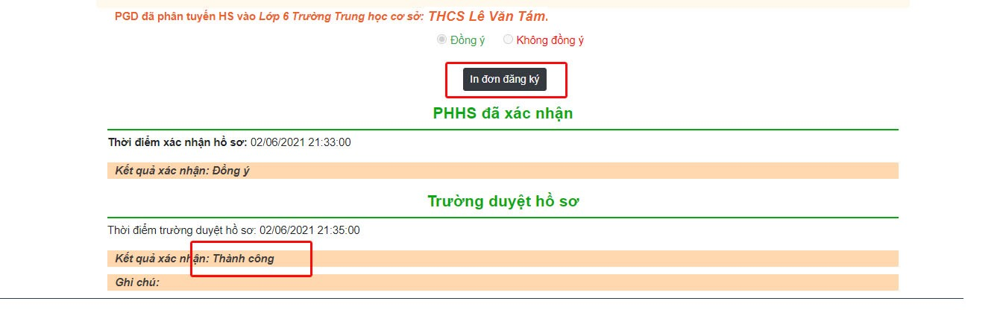 PGD đã phân tuyến HS vào Lớp 6 Trường Trung học cơ sở: THCS Lê Văn Tám.
Đồng ý Không đồng ý
In đơn đăng ký
PHHS đã xác nhận
Thời điểm xác nhận hồ sơ: 02/06/2021 21:33:00
Kết quả xác nhận: Đồng ý
Trường duyệt hồ sơ
Thời điểm trường duyệt hồ sơ: 02/06/2021 21:35:00
Kết quả xác nhận: Thành công
Ghi chú: